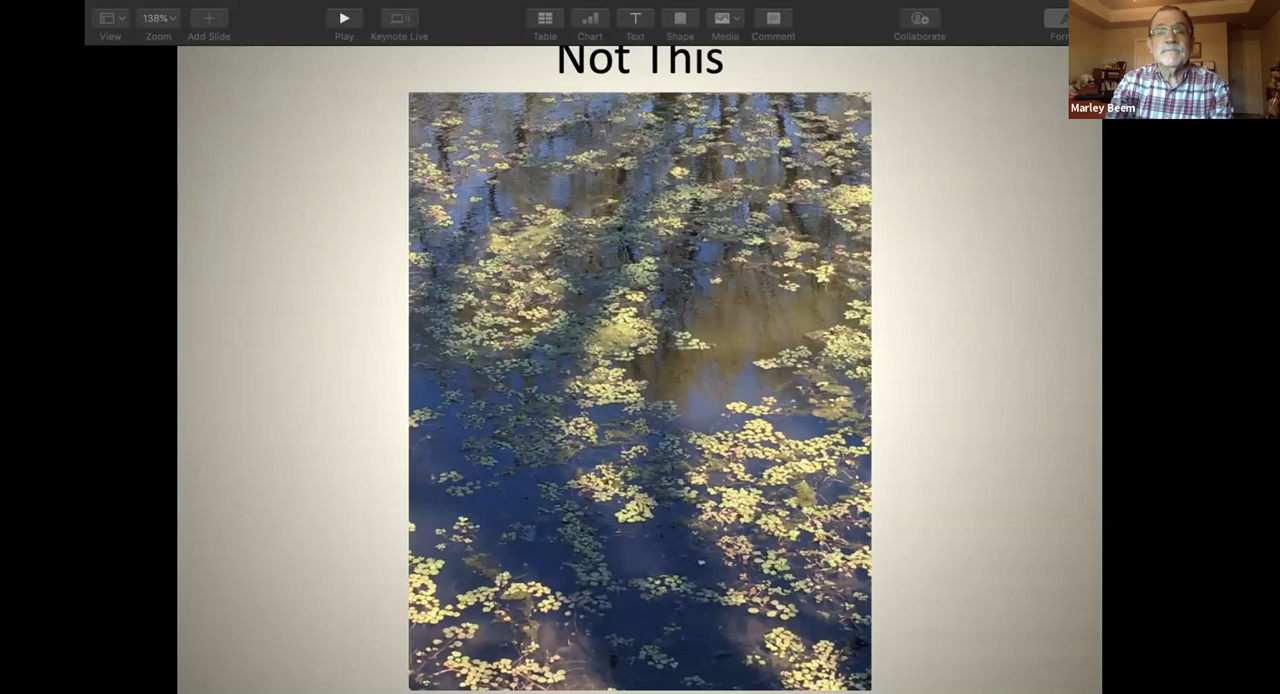 138%
View
Zoom
Add Slide
Play
Keynote Live
Table
Chart
Text
Shape
Media
Comment
Collaborate
Marley Beem
Not This